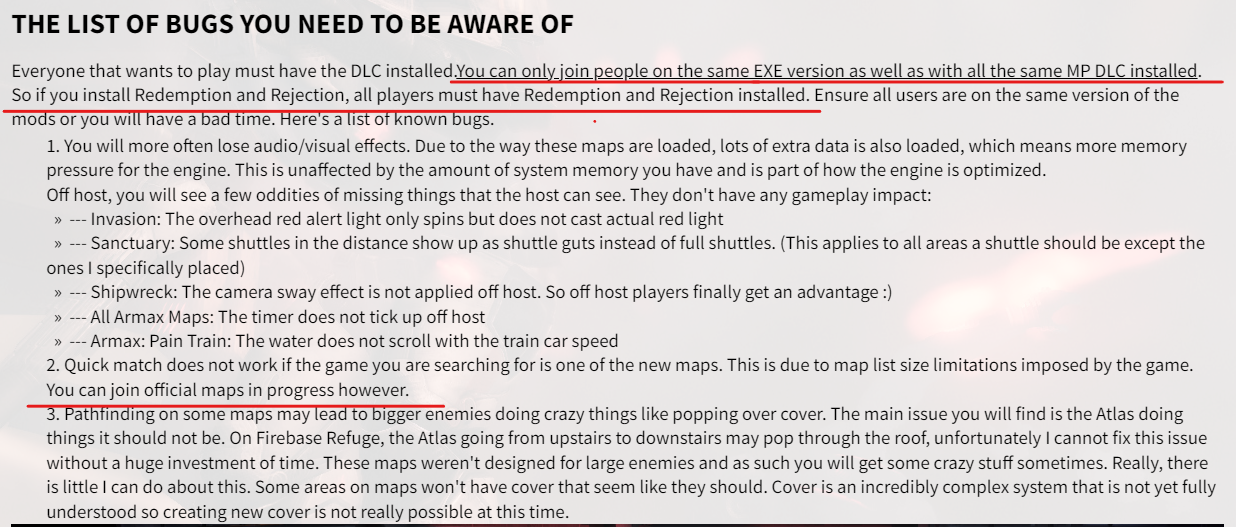 THE LIST OF BUGS YOU NEED TO BE AWARE OF
Everyone that wants to play must have the DLC installed.You can only join people on the same EXE version as well as with all the same MP DLC installed.
So if you install Redemption and Rejection, all players must have Redemption and Rejection installed. Ensure all users are on the same version of the
mods or you will have a bad time. Here's a list of known bugs.
1. You will more often lose audio/visual effects. Due to the way these maps are loaded, lots of extra data is also loaded, which means more memory
pressure for the engine. This is unaffected by the amount of system memory you have and is part of how the engine is optimized.
Off host, you will see a few oddities of missing things that the host can see. They don't have any gameplay impact:
» --- Invasion: The overhead red alert light only spins but does not cast actual red light
» --- Sanctuary: Some shuttles in the distance show up as shuttle guts instead of full shuttles. (This applies to all areas a shuttle should be except the
ones I specifically placed)
» --- Shipwreck: The camera sway effect is not applied off host. So off host players finally get an advantage :)
» --- All Armax Maps: The timer does not tick up off host
» --- Armax: Pain Train: The water does not scroll with the train car speed
2. Quick match does not work if the game you are searching for is one of the new maps. This is due to map list size limitations imposed by the game.
You can join official maps in progress however.
3. Pathfinding on some maps may lead to bigger enemies doing crazy things like popping over cover. The main issue you will find is the Atlas doing
things it should not be. On Firebase Refuge, the Atlas going from upstairs to downstairs may pop through the roof, unfortunately I cannot fix this issue
without a huge investment of time. These maps weren't designed for large enemies and as such you will get some crazy stuff sometimes. Really, there
is little I can do about this. Some areas on maps won't have cover that seem like they should. Cover is an incredibly complex system that is not yet fully
understood so creating new cover is not really possible at this time.